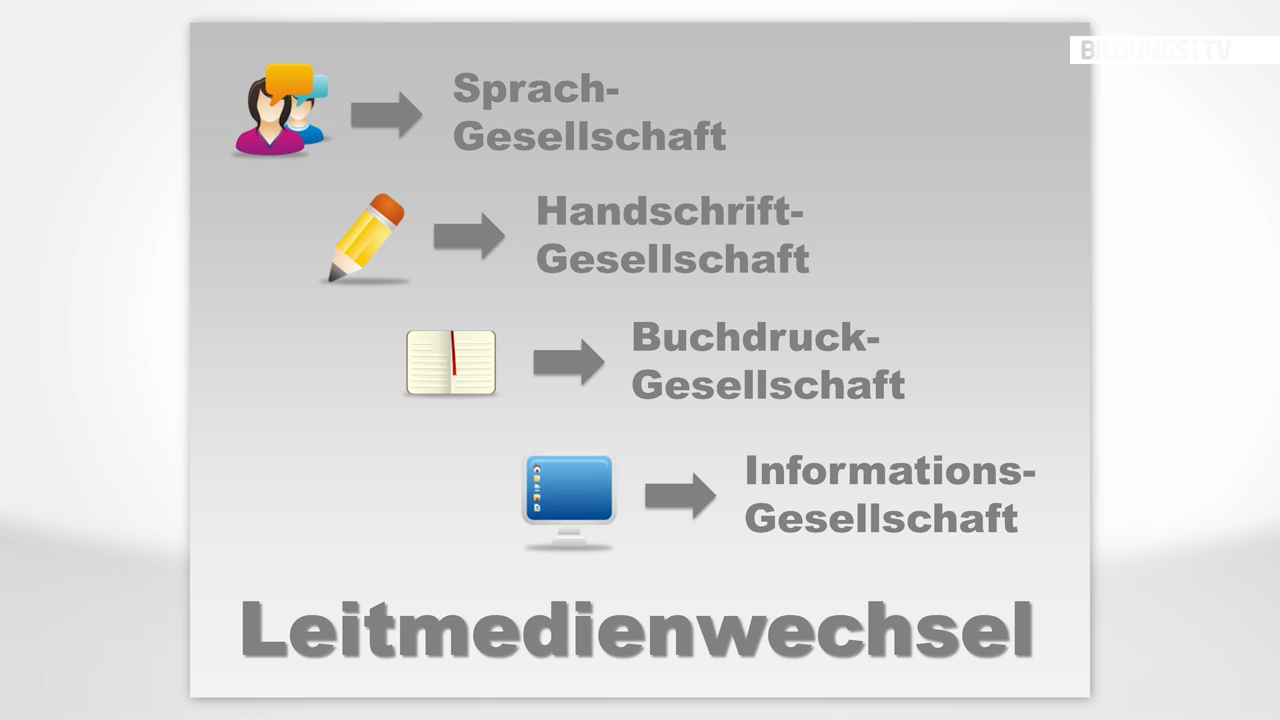 BILDUNGS TV
Sprach-
Gesellschaft
Handschrift-
Gesellschaft
Buchdruck-
Gesellschaft
Informations-
Gesellschaft
Leitmedienwechsel